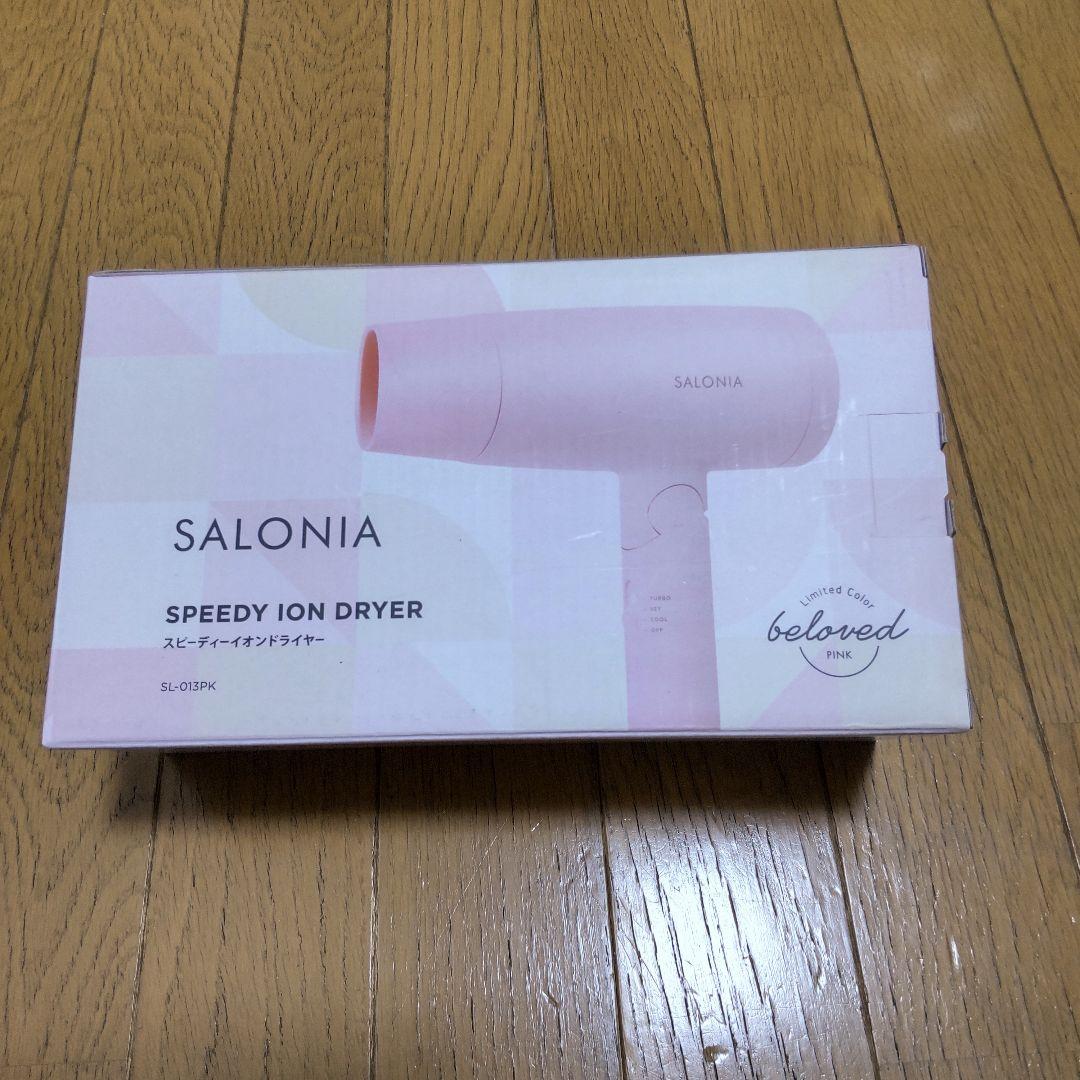 SALONIA
SALONIA
SPEEDY ION DRYER
スピーディーイオンドライヤー
SL-013PK
TURBO
SET
COOL
OFF
Limited Color
beloved
PINK